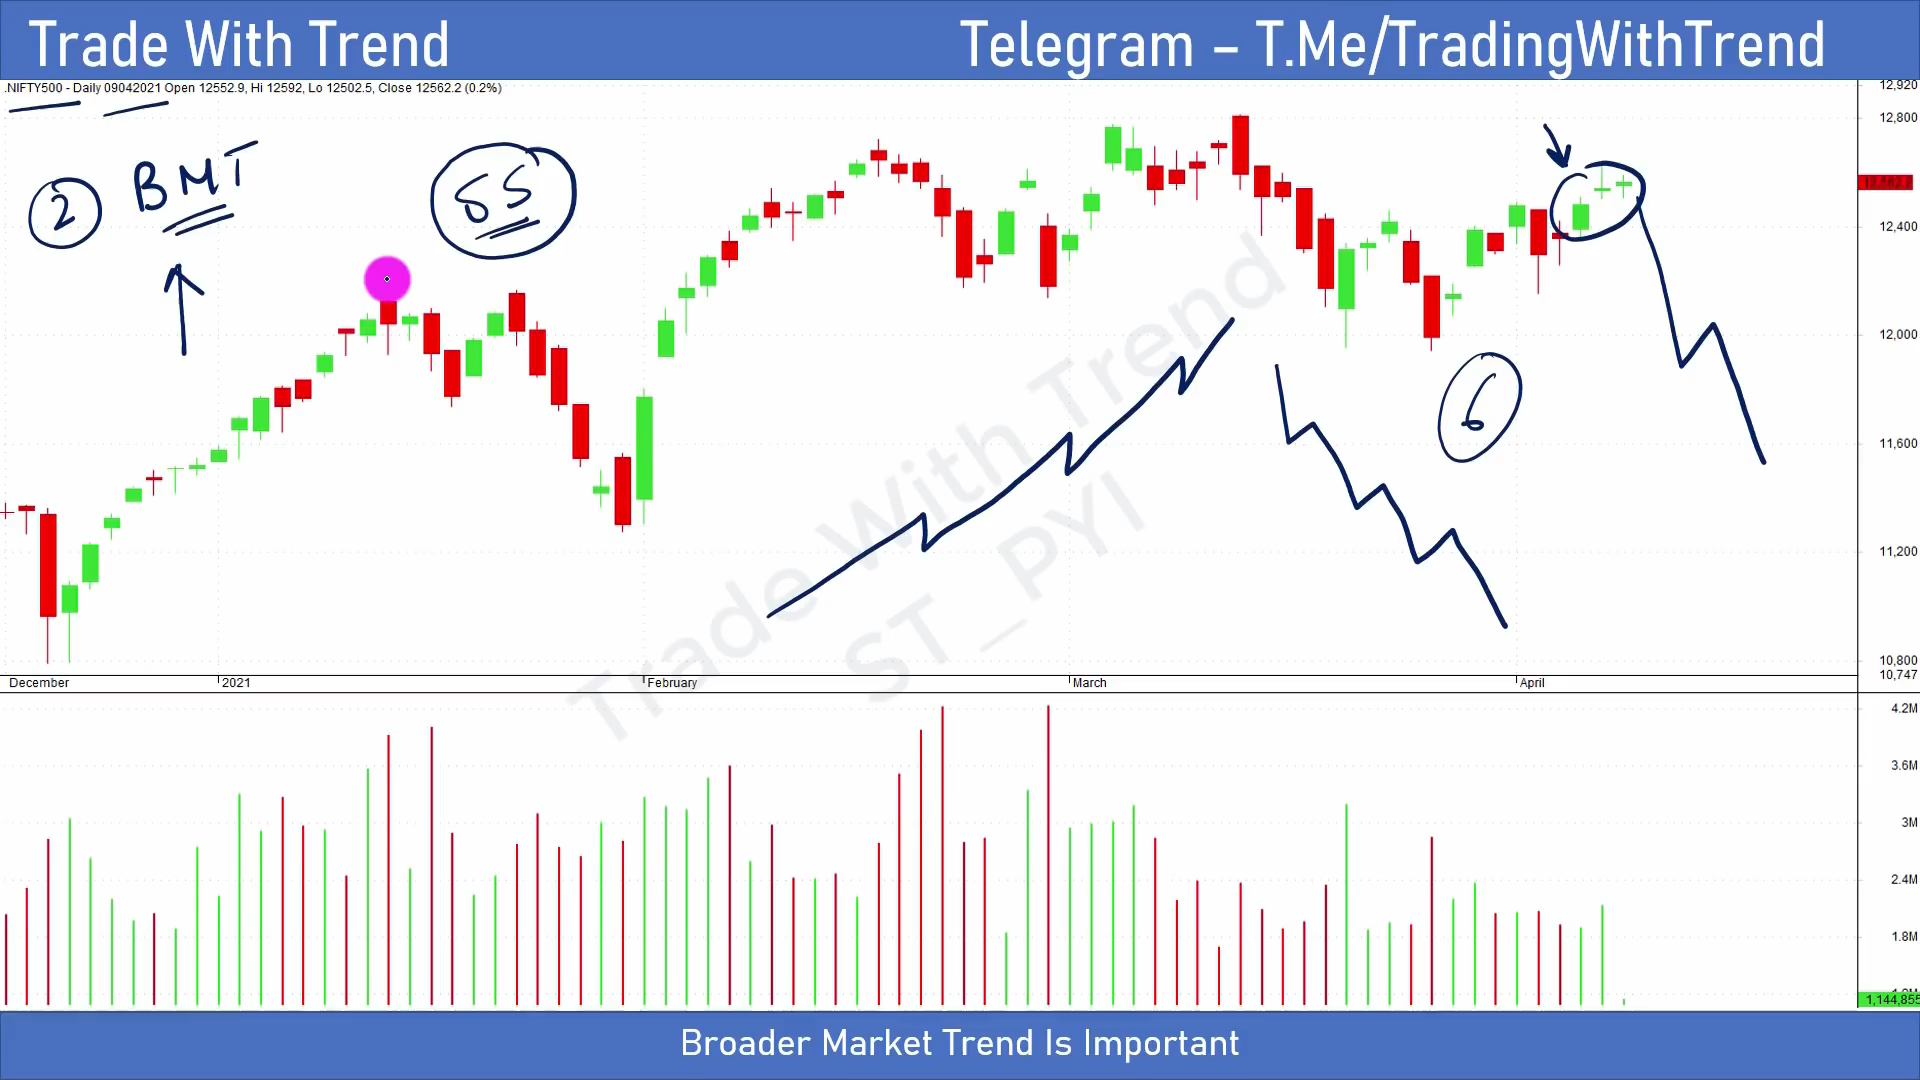 Trade With Trend
Telegram – T.Me/TradingWithTrend
.NIFTY500 - Daily 09042021 Open 12552.9, Hi 12592, Lo 12502.5, Close 12562.2 (0.2%)
12,920
12,800
12,400
12,000
11,600
11,200
10,800
10,747
2
BMT
6
Trade With Trend
ST_PYI
December
2021
February
March
April
4.2M
3.6M
3M
2.4M
1.8M
1,144,855
Broader Market Trend Is Important